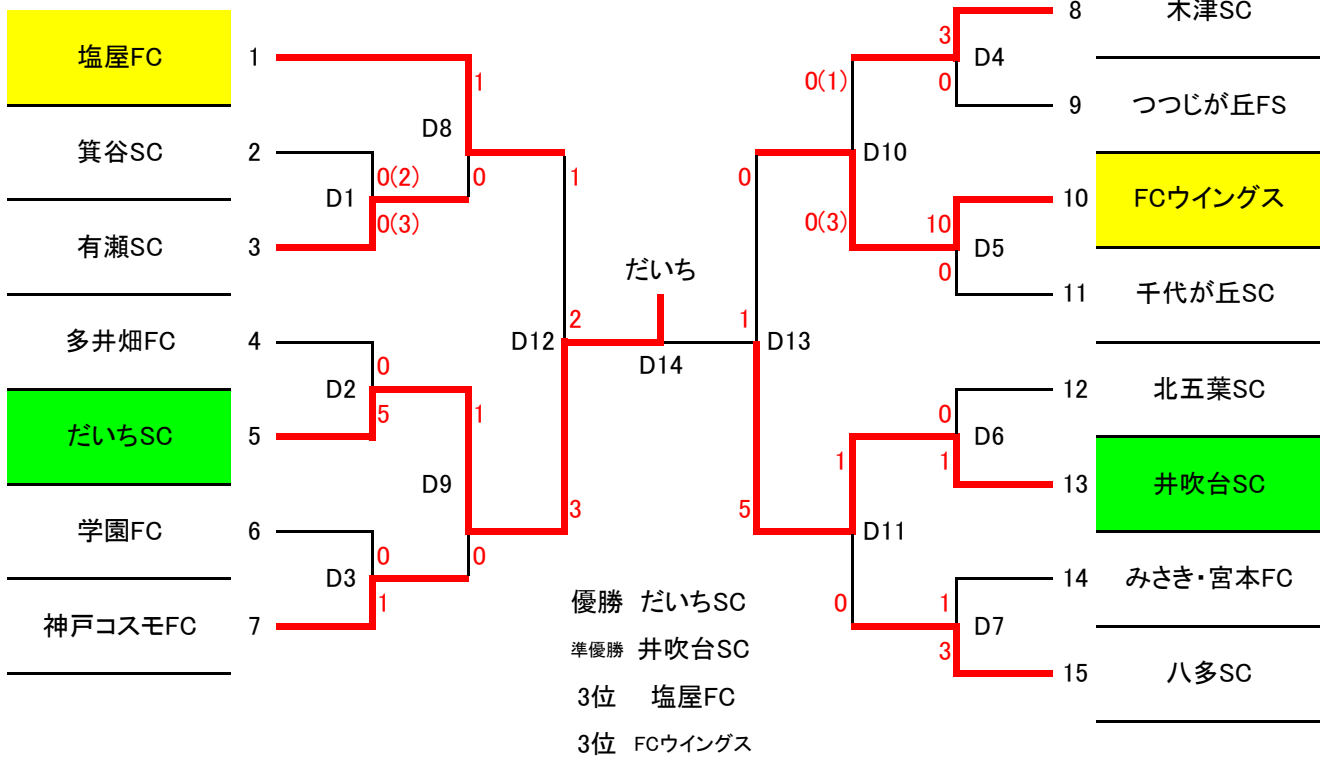 塩屋FC 1
箕谷SC 2
有瀬SC 3
多井畑FC 4
だいちSC 5
学園FC 6
神戸コスモFC 7
D1
0(2)
0(3)
D2
0
5
D3
0
1
D8
1
0
D9
1
0
D12
1
3
だいち
2
1
D14
D13
0
5
D10
0(1)
0(3)
D11
1
0
D4
3
0
D5
10
0
D6
0
1
D7
1
3
8 木津SC
9 つつじが丘FS
10 FCウイングス
11 千代が丘SC
12 北五葉SC
13 井吹台SC
14 みさき・宮本FC
15 八多SC
優勝 だいちSC
準優勝 井吹台SC
3位 塩屋FC
3位 FCウイングス